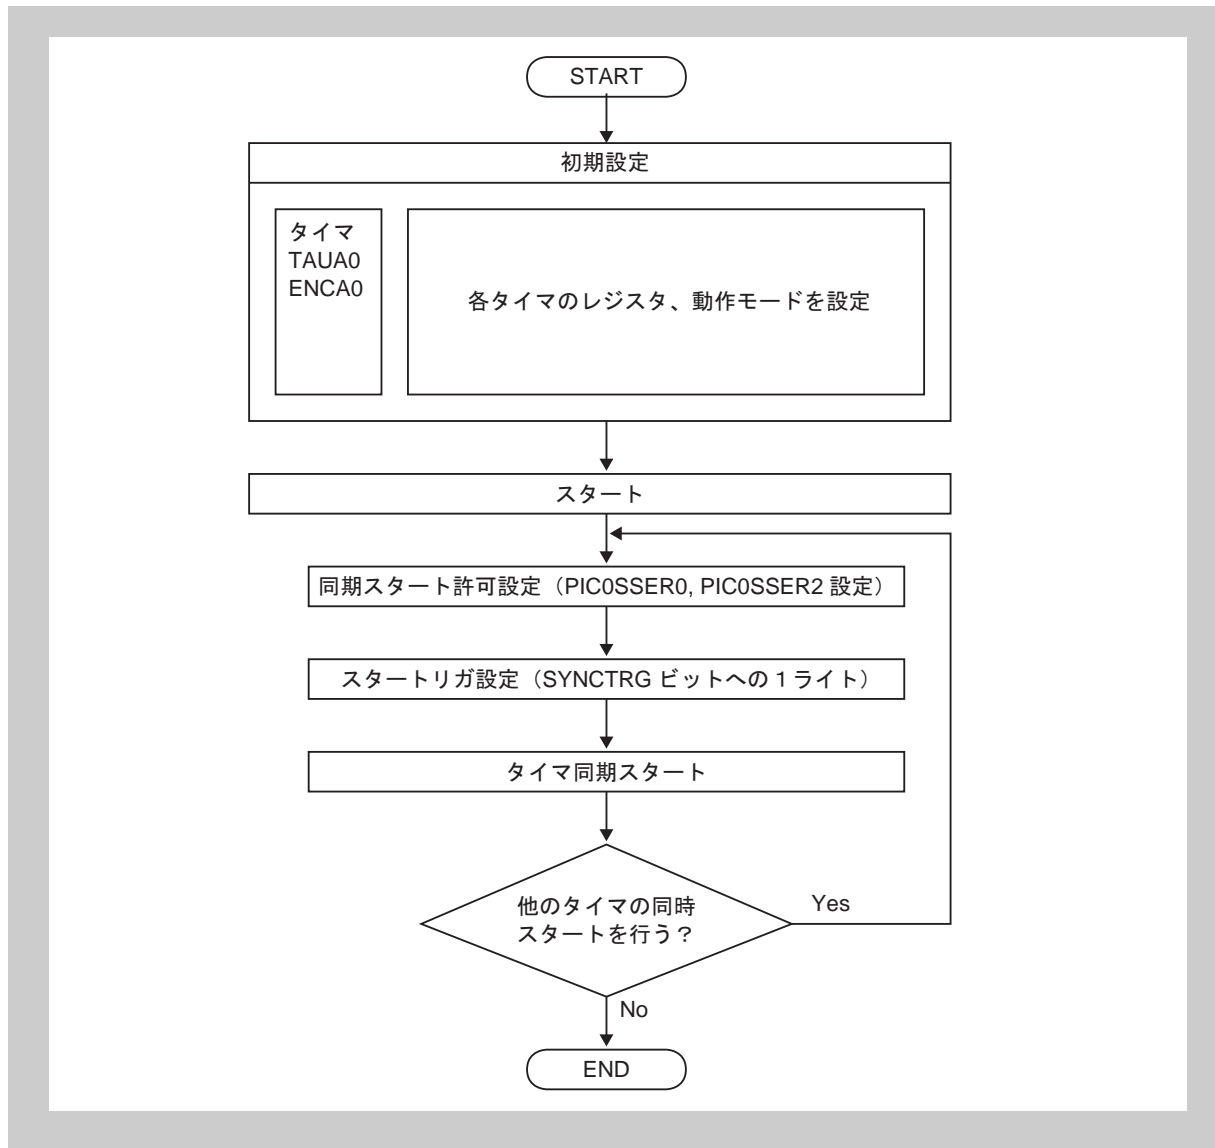 START
初期設定
タイマ
TAUA0
ENCA0
各タイマのレジスタ、動作モードを設定
スタート
同期スタート許可設定（PIC0SSER0, PIC0SSER2 設定）
スタートリガ設定（SYNCTRG ビットへの 1 ライト）
タイマ同期スタート
他のタイマの同時
スタートを行う？
Yes
No
END